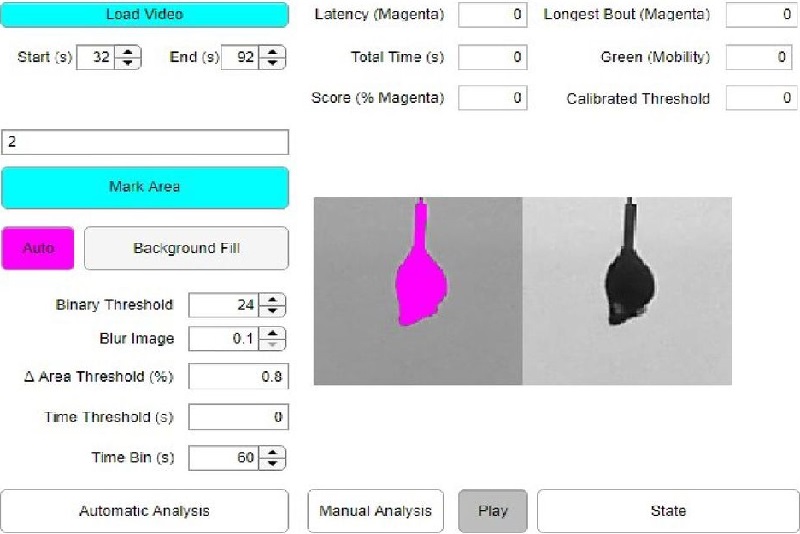 Load Video
Latency (Magenta) 0 Longest Bout (Magenta) 0
Start (s) 32 End (s) 92 Total Time (s) 0 Green (Mobility) 0
Score (% Magenta) 0 Calibrated Threshold 0
2
Mark Area
Auto Background Fill
Binary Threshold 24
Blur Image 0.1
Δ Area Threshold (%) 0.8
Time Threshold (s) 0
Time Bin (s) 60
Automatic Analysis Manual Analysis Play State